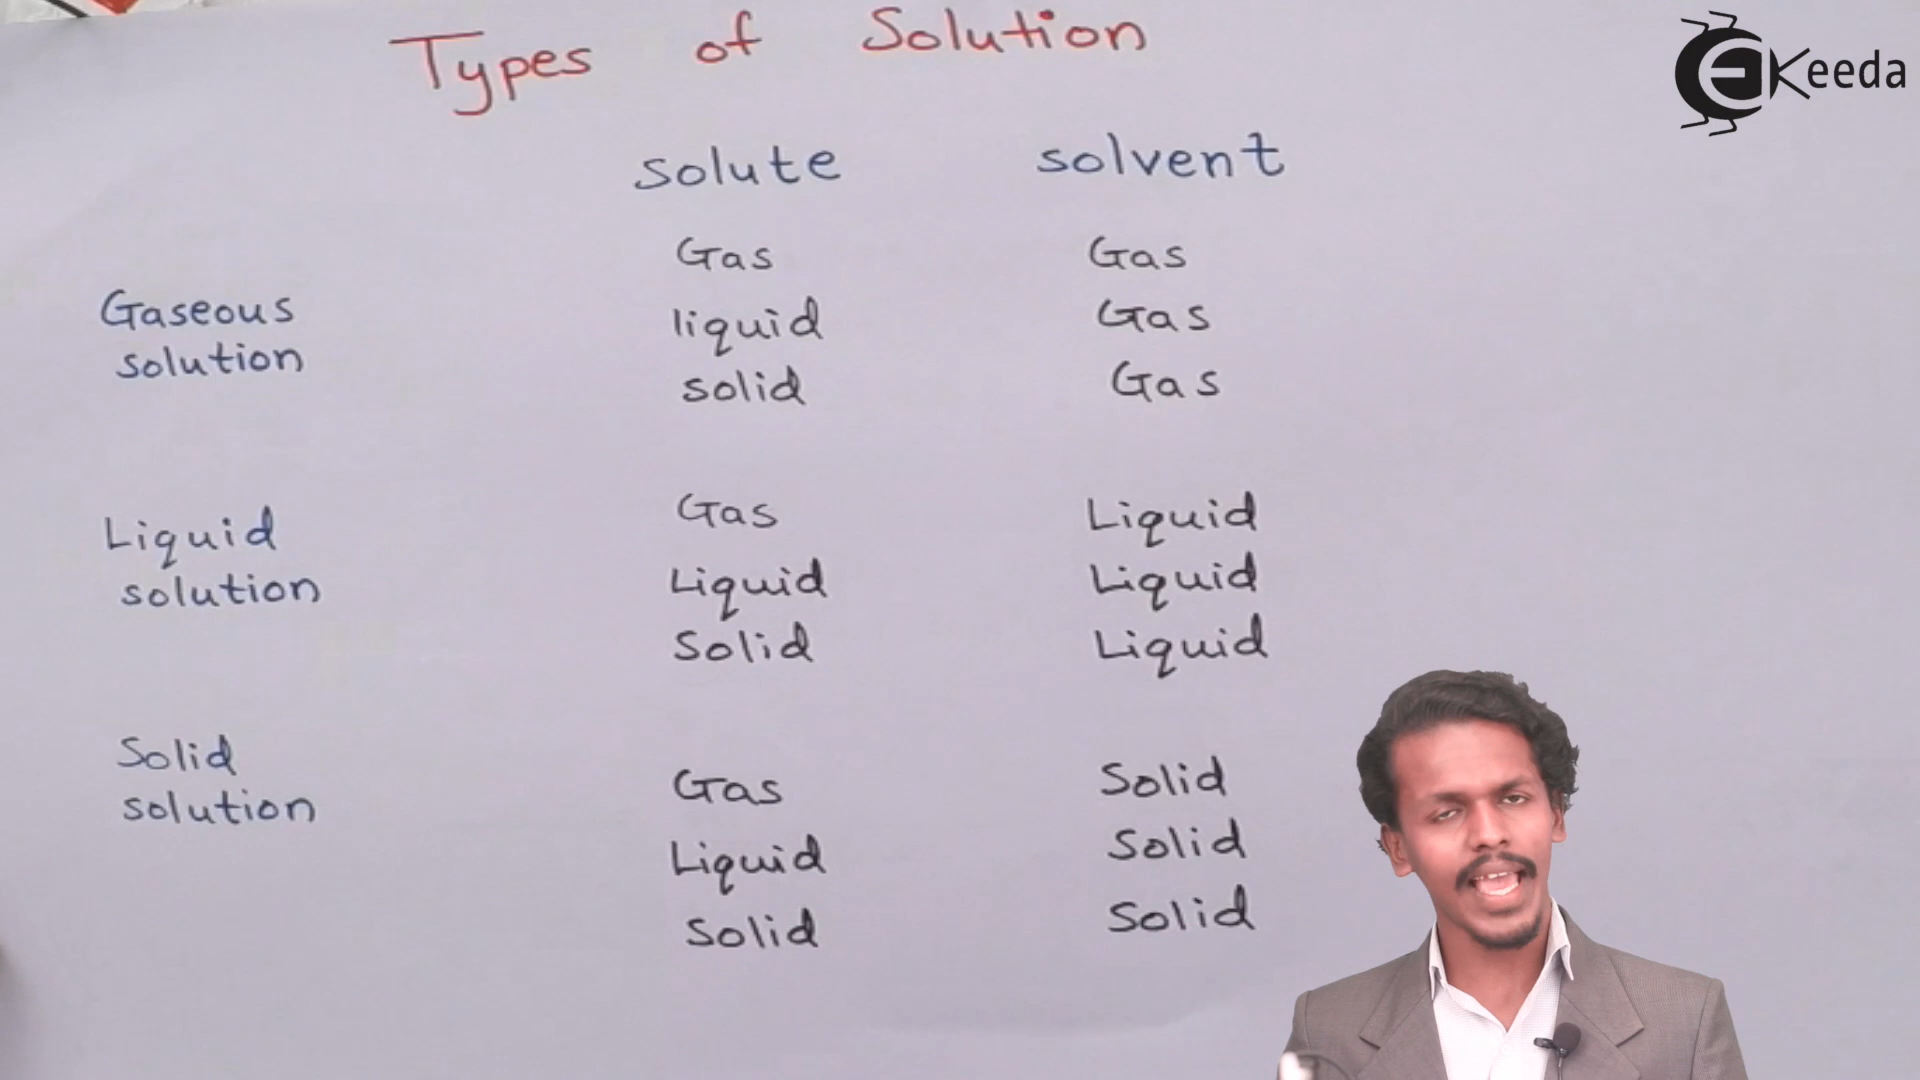 Types of Solution
EKeeda
solute solvent
Gas Gas
Gaseous solution
liquid Gas
solid Gas
Gas Liquid
Liquid solution
Liquid Liquid
Solid Liquid
Solid solution
Gas Solid
Liquid Solid
Solid Solid